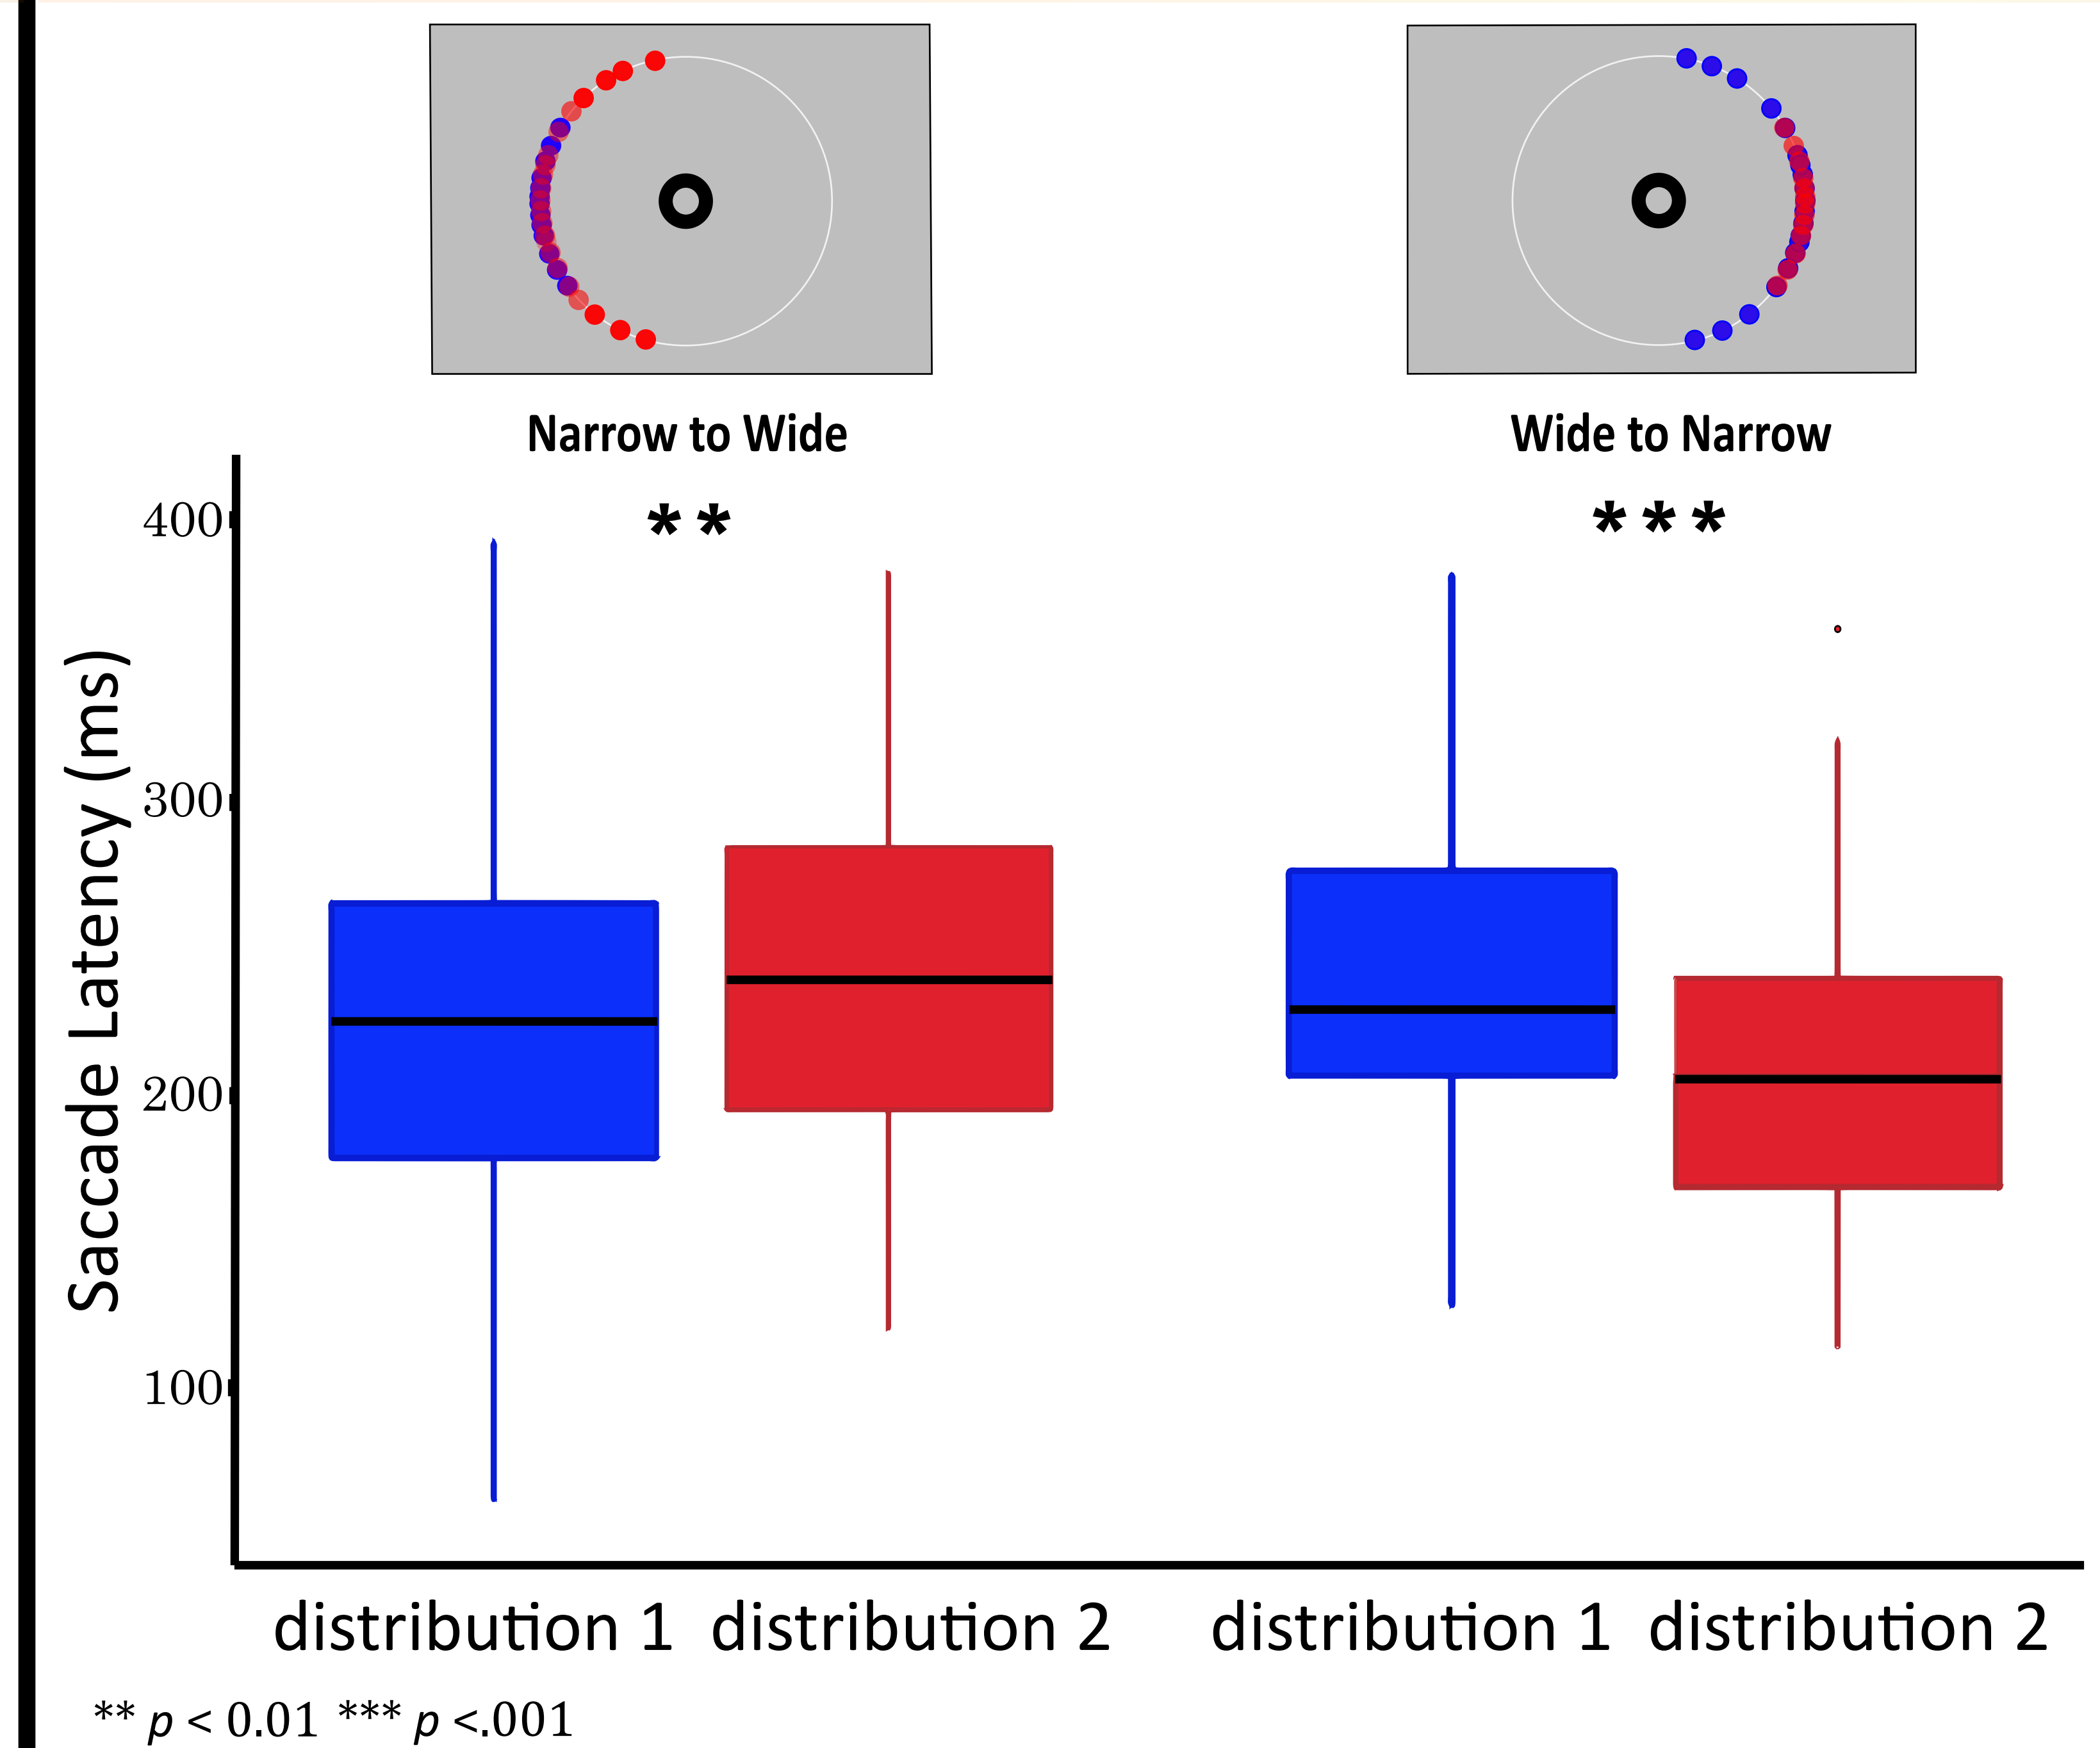 Narrow to Wide
Wide to Narrow
** ***
400
300
200
100
Saccade Latency (ms)
distribution 1 distribution 2 distribution 1 distribution 2
** p < 0.01 *** p <.001